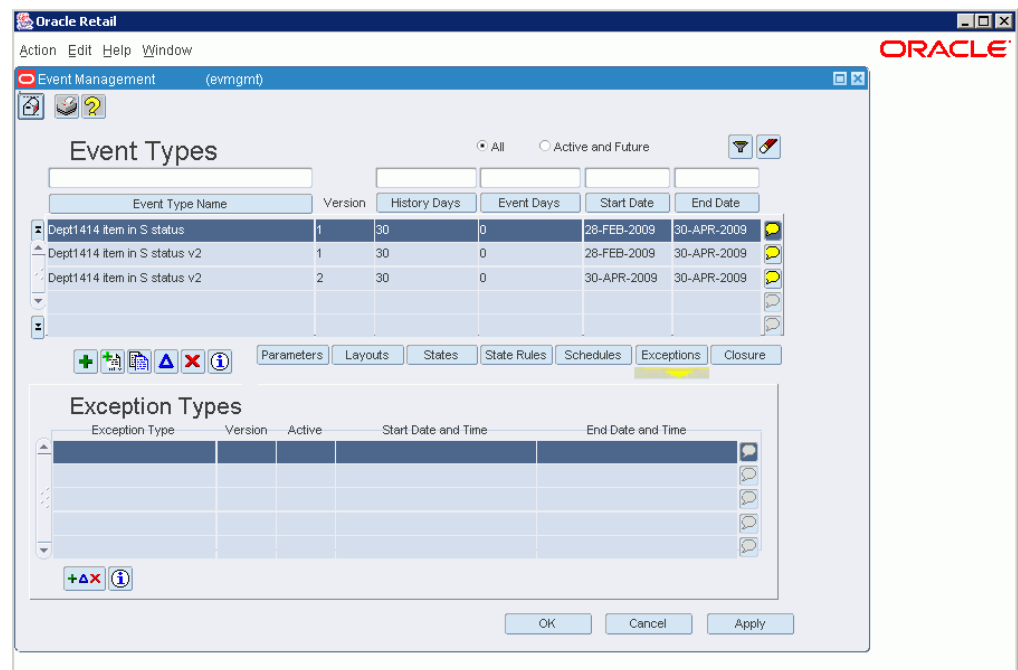 Oracle Retail
Action Edit Help Window
ORACLE
Event Management (evmgmt)
Event Types
All Active and Future
Event Type Name Version History Days Event Days Start Date End Date
Dept1414 item in S status 1 30 0 28-FEB-2009 30-APR-2009
Dept1414 item in S status v2 1 30 0 28-FEB-2009 30-APR-2009
Dept1414 item in S status v2 2 30 0 30-APR-2009 30-APR-2009
Parameters Layouts States State Rules Schedules Exceptions Closure
Exception Types
Exception Type Version Active Start Date and Time End Date and Time
OK Cancel Apply